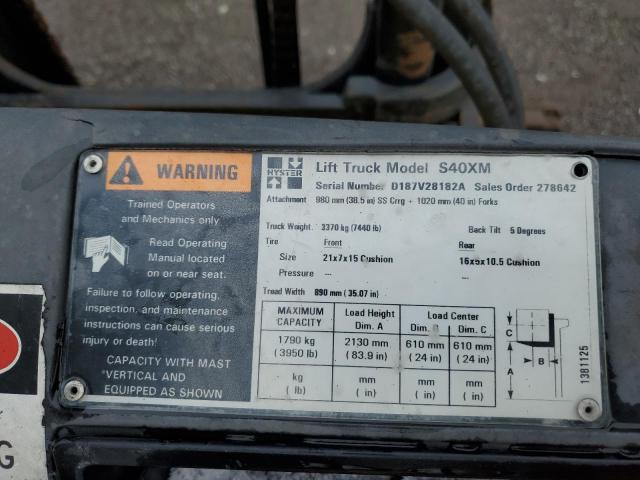 WARNING
Trained Operators
and Mechanics only
Read Operating
Manual located
on or near seat.
Failure to follow operating,
inspection, and maintenance
instructions can cause serious
injury or death!
CAPACITY WITH MAST
"VERTICAL AND
EQUIPPED AS SHOWN
HYSTER
Lift Truck Model S40XM
Serial Number D187V28182A Sales Order 278642
Attachment 980 mm (38.5 in) SS Crrg + 1020 mm (40 in) Forks
Truck Weight. 3370 kg (7440 lb) Back Tilt 5 Degrees
Tire Front Rear
Size 21x7x15 Cushion 16x5x10.5 Cushion
Pressure --- ---
Tread Width 890 mm (35.07 in)
MAXIMUM CAPACITY Load Height Dim. A Load Center Dim. Dim. C
1790 kg 2130 mm 610 mm 610 mm
(3950 lb) (83.9 in) (24 in) (24 in)
kg mm mm mm
( lb) ( in) ( in) ( in)
C
B
A
1381125
G